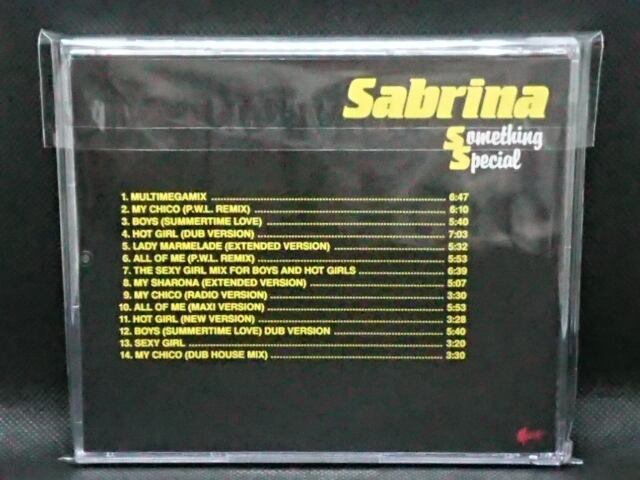 Sabrina
Something
Special
1. MULTIMEGAMIX 6:47
2. MY CHICO (P.W.L. REMIX) 6:10
3. BOYS (SUMMERTIME LOVE) 5:40
4. HOT GIRL (DUB VERSION) 7:03
5. LADY MARMELADE (EXTENDED VERSION) 5:32
6. ALL OF ME (P.W.L. REMIX) 5:53
7. THE SEXY GIRL MIX FOR BOYS AND HOT GIRLS 6:39
8. MY SHARONA (EXTENDED VERSION) 5:07
9. MY CHICO (RADIO VERSION) 3:30
10. ALL OF ME (MAXI VERSION) 5:53
11. HOT GIRL (NEW VERSION) 3:28
12. BOYS (SUMMERTIME LOVE) DUB VERSION 5:40
13. SEXY GIRL 3:20
14. MY CHICO (DUB HOUSE MIX) 3:30